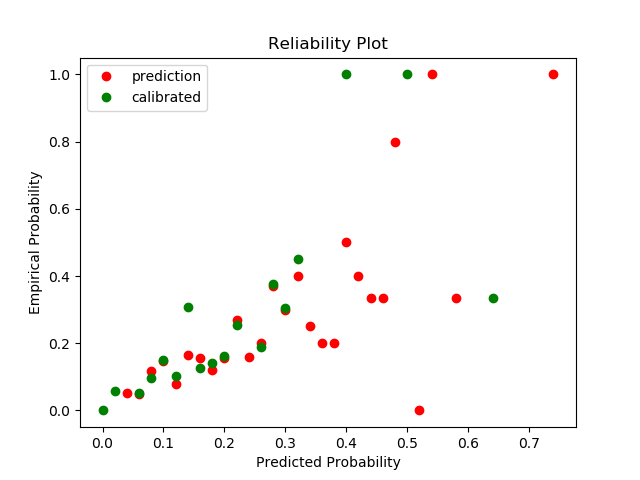 Reliability Plot
prediction
calibrated
Empirical Probability
1.0
0.8
0.6
0.4
0.2
0.0
0.0 0.1 0.2 0.3 0.4 0.5 0.6 0.7
Predicted Probability